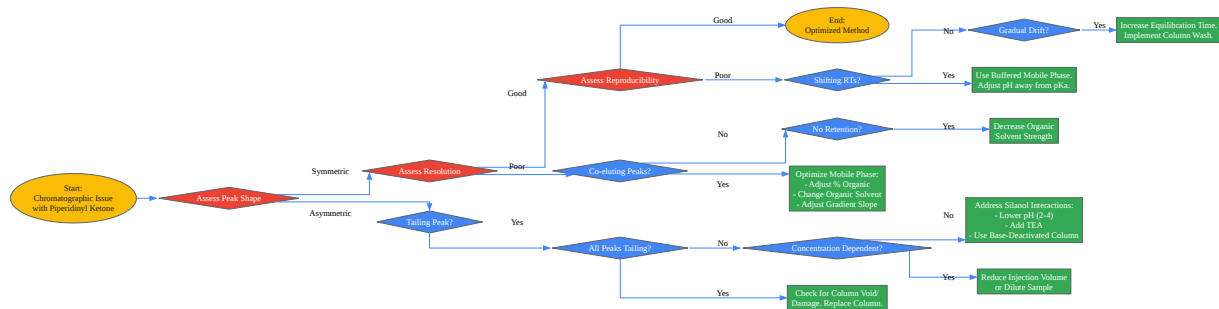 Start:
Chromatographic Issue
with Piperidinyl Ketone
Assess Peak Shape
Symmetric
Asymmetric
Assess Resolution
Tailing Peak?
Good
Poor
Yes
Assess Reproducibility
Co-eluting Peaks?
All Peaks Tailing?
Good
Poor
No
Yes
No
Yes
End:
Optimized Method
Shifting RTs?
No Retention?
Optimize Mobile Phase:
- Adjust % Organic
- Change Organic Solvent
- Adjust Gradient Slope
Concentration Dependent?
Check for Column Void/
Damage. Replace Column.
No
Yes
Yes
No
Yes
Gradual Drift?
Yes
Increase Equilibration Time.
Implement Column Wash.
Use Buffered Mobile Phase.
Adjust pH away from pKa.
Decrease Organic
Solvent Strength
Address Silanol Interactions:
- Lower pH (2-4)
- Add TEA
- Use Base-Deactivated Column
Reduce Injection Volume
or Dilute Sample